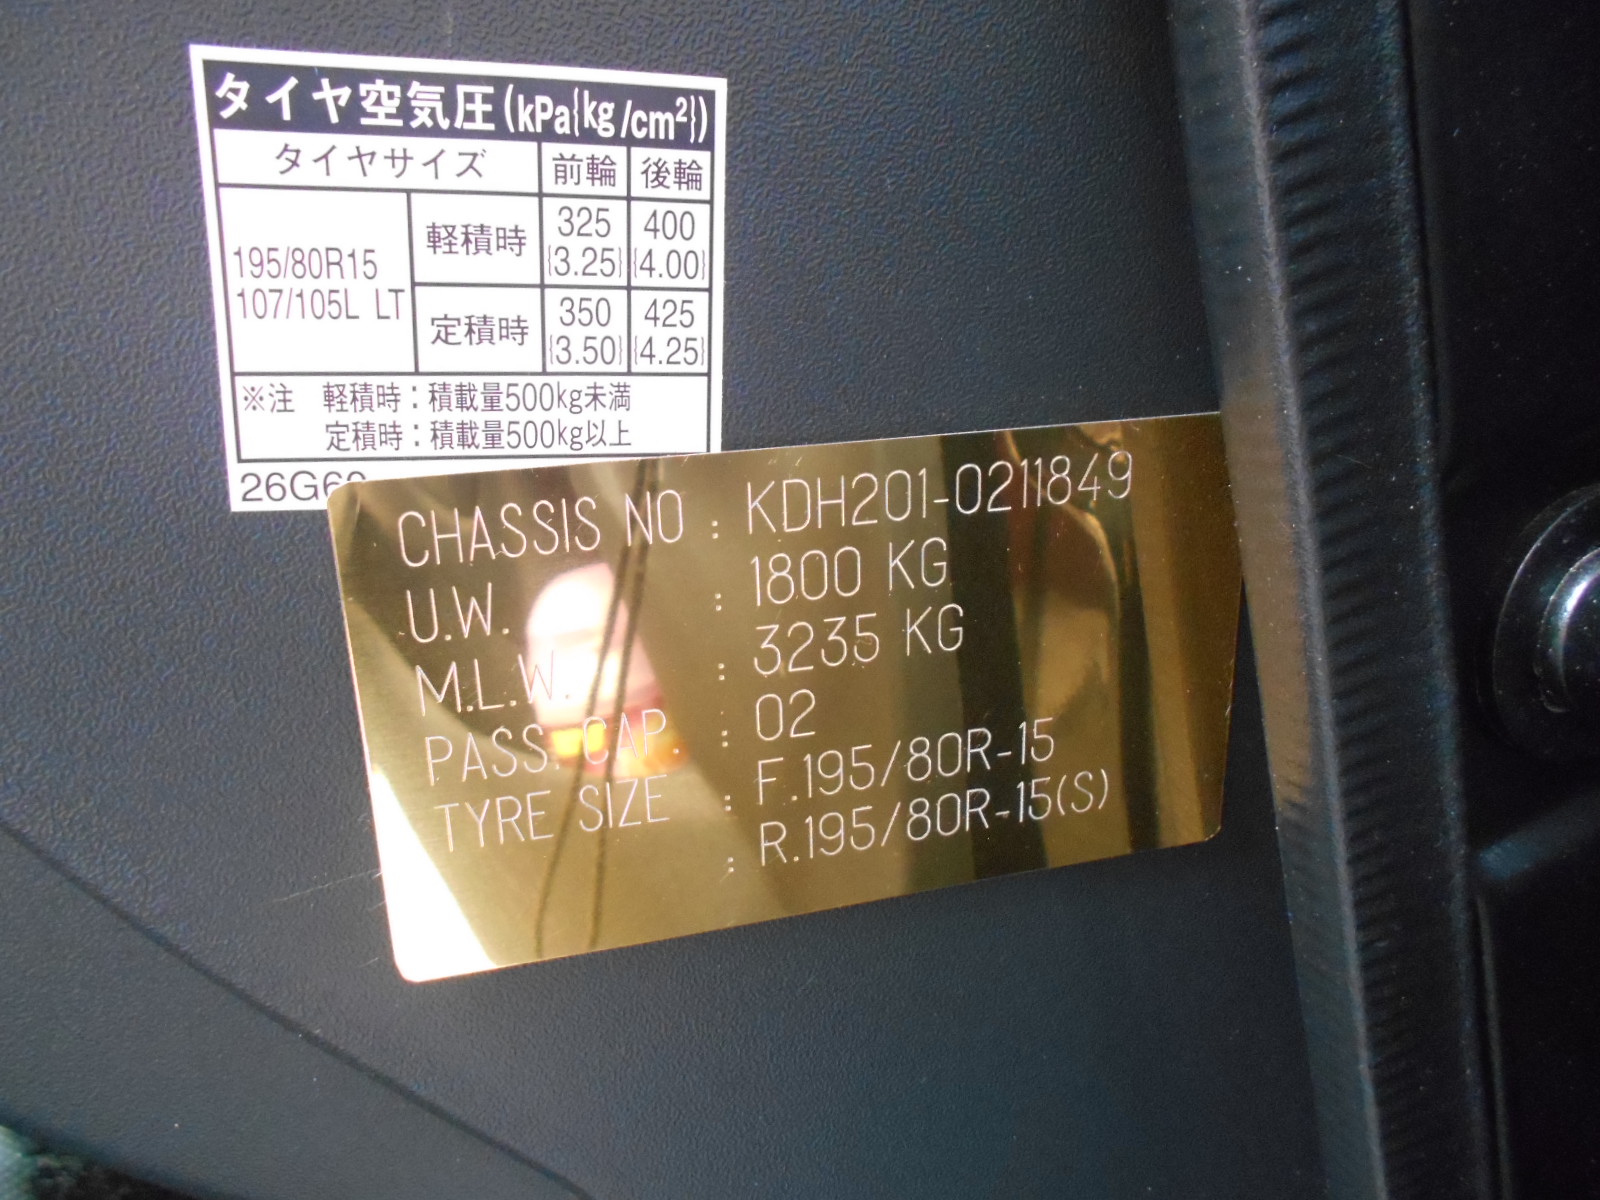 タイヤ空気圧(kPa{kg/cm²})
タイヤサイズ 前輪 後輪
195/80R15 107/105L LT
軽積時 325 {3.25} 400 {4.00}
定積時 350 {3.50} 425 {4.25}
※注 軽積時：積載量500kg未満
定積時：積載量500kg以上
CHASSIS NO : KDH201-0211849
U.W. : 1800 KG
M.L.W. : 3235 KG
PASS. CAP. : 02
TYRE SIZE : F.195/80R-15
: R.195/80R-15(S)